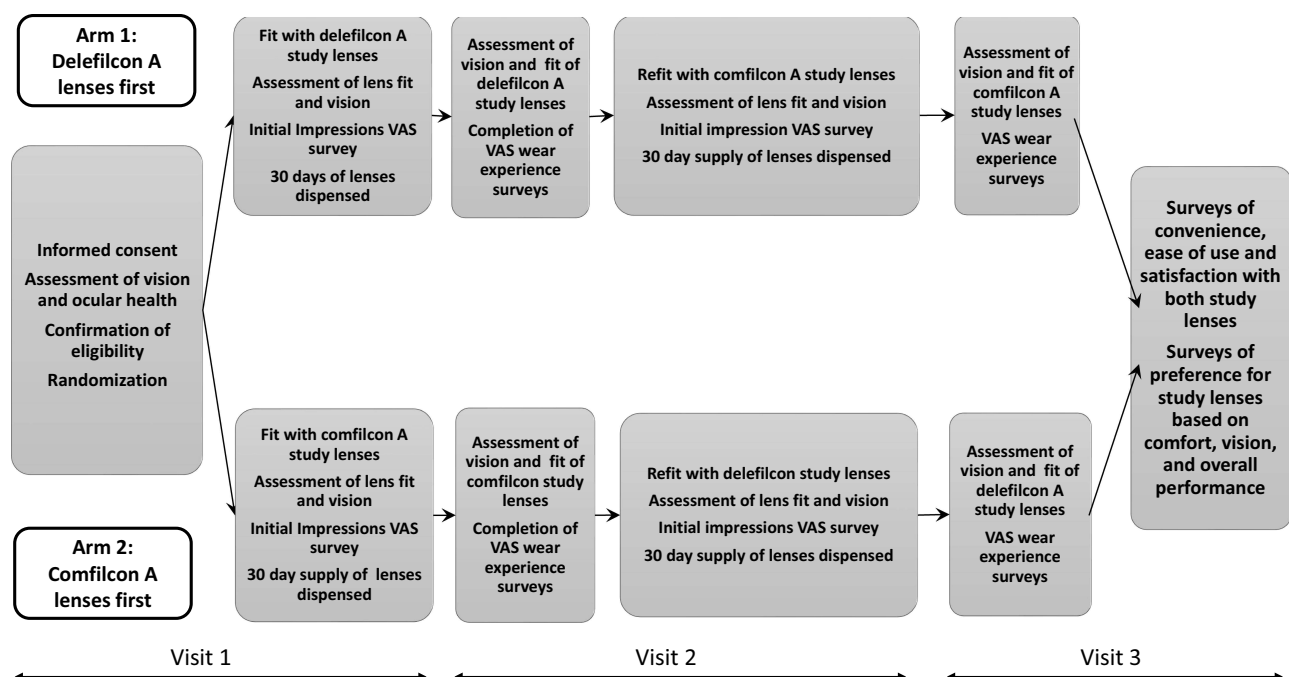 Arm 1:
Delefilcon A
lenses first
Informed consent
Assessment of vision
and ocular health
Confirmation of
eligibility
Randomization
Arm 2:
Comfilcon A
lenses first
Fit with delefilcon A
study lenses
Assessment of lens fit
and vision
Initial Impressions VAS
survey
30 days of lenses
dispensed
Assessment of
vision and fit of
delefilcon A
study lenses
Completion of
VAS wear
experience
surveys
Refit with comfilcon A study lenses
Assessment of lens fit and vision
Initial impression VAS survey
30 day supply of lenses dispensed
Assessment of
vision and fit of
comfilcon A
study lenses
VAS wear
experience
surveys
Fit with comfilcon A
study lenses
Assessment of lens fit
and vision
Initial Impressions VAS
survey
30 day supply of lenses
dispensed
Assessment of
vision and fit of
comfilcon study
lenses
Completion of
VAS wear
experience
surveys
Refit with delefilcon study lenses
Assessment of lens fit and vision
Initial impressions VAS survey
30 day supply of lenses dispensed
Assessment of
vision and fit of
delefilcon A
study lenses
VAS wear
experience
surveys
Surveys of
convenience,
ease of use and
satisfaction with
both study
lenses
Surveys of
preference for
study lenses
based on
comfort, vision,
and overall
performance
Visit 1
Visit 2
Visit 3